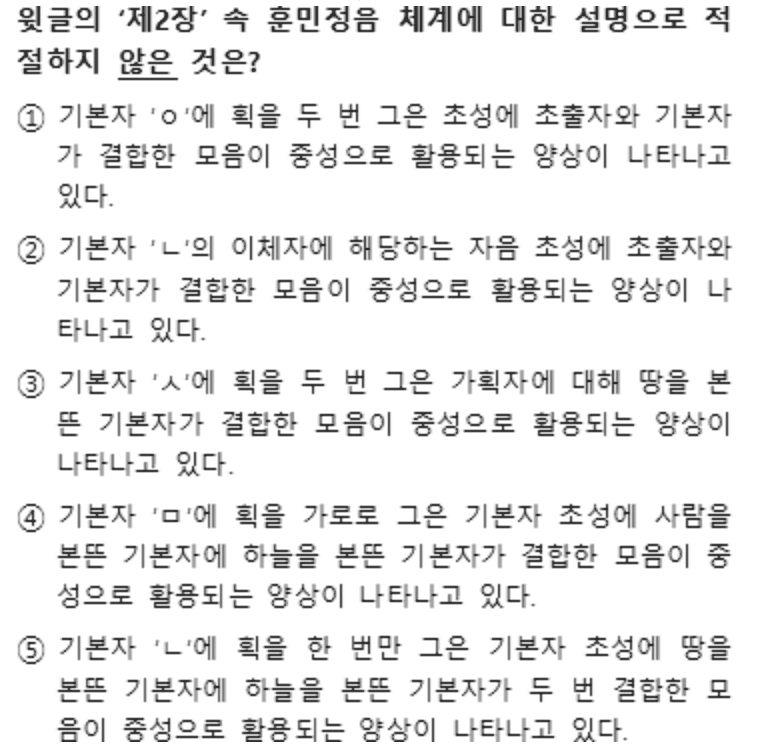 윗글의 ‘제2장’ 속 훈민정음 체계에 대한 설명으로 적
절하지 않은 것은?
① 기본자 ‘ㅇ’에 획을 두 번 그은 초성에 초출자와 기본자
가 결합한 모음이 중성으로 활용되는 양상이 나타나고
있다.
② 기본자 ‘ㄴ’의 이체자에 해당하는 자음 초성에 초출자와
기본자가 결합한 모음이 중성으로 활용되는 양상이 나
타나고 있다.
③ 기본자 ‘ㅅ’에 획을 두 번 그은 가획자에 대해 땅을 본
뜬 기본자가 결합한 모음이 중성으로 활용되는 양상이
나타나고 있다.
④ 기본자 ‘ㅁ’에 획을 가로로 그은 기본자 초성에 사람을
본뜬 기본자에 하늘을 본뜬 기본자가 결합한 모음이 중
성으로 활용되는 양상이 나타나고 있다.
⑤ 기본자 ‘ㄴ’에 획을 한 번만 그은 기본자 초성에 땅을
본뜬 기본자에 하늘을 본뜬 기본자가 두 번 결합한 모
음이 중성으로 활용되는 양상이 나타나고 있다.